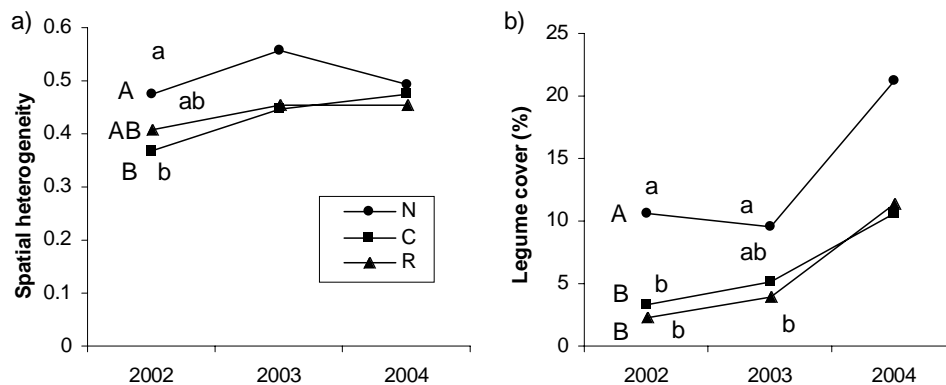 a)
0.6
0.5
0.4
0.3
0.2
0.1
0
Spatial heterogeneity
a
A
ab
AB
B b
N
C
R
2002 2003 2004
b)
25
20
15
10
5
0
Legume cover (%)
a
A
a
ab
B b
B b
b
2002 2003 2004